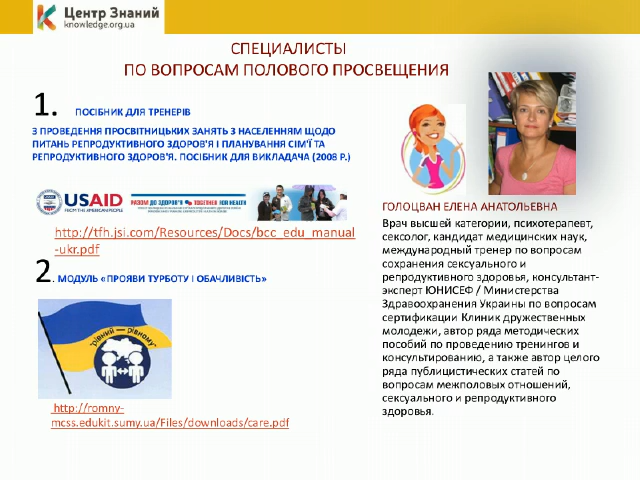 Центр Знаний
knowledge.org.ua
СПЕЦИАЛИСТЫ
ПО ВОПРОСАМ ПОЛОВОГО ПРОСВЕЩЕНИЯ
1. ПОСІБНИК ДЛЯ ТРЕНЕРІВ
З ПРОВЕДЕННЯ ПРОСВІТНИЦЬКИХ ЗАНЯТЬ З НАСЕЛЕННЯМ ЩОДО
ПИТАНЬ РЕПРОДУКТИВНОГО ЗДОРОВ'Я І ПЛАНУВАННЯ СІМ'Ї ТА
РЕПРОДУКТИВНОГО ЗДОРОВ'Я. ПОСІБНИК ДЛЯ ВИКЛАДАЧА (2008 Р.)
USAID
FROM THE AMERICAN PEOPLE
РАЗОМ ДО ЗДОРОВ'Я TOGETHER FOR HEALTH
http://tfh.jsi.com/Resources/Docs/bcc_edu_manual
-ukr.pdf
2. МОДУЛЬ «ПРОЯВИ ТУРБОТУ І ОБАЧЛИВІСТЬ»
"рівний — рівному"
http://romny-
mcss.edukit.sumy.ua/Files/downloads/care.pdf
ГОЛОЦВАН ЕЛЕНА АНАТОЛЬЕВНА
Врач высшей категории, психотерапевт,
сексолог, кандидат медицинских наук,
международный тренер по вопросам
сохранения сексуального и
репродуктивного здоровья, консультант-
эксперт ЮНИСЕФ / Министерства
Здравоохранения Украины по вопросам
сертификации Клиник дружественных
молодежи, автор ряда методических
пособий по проведению тренингов и
консультированию, а также автор целого
ряда публицистических статей по
вопросам межполовых отношений,
сексуального и репродуктивного
здоровья.